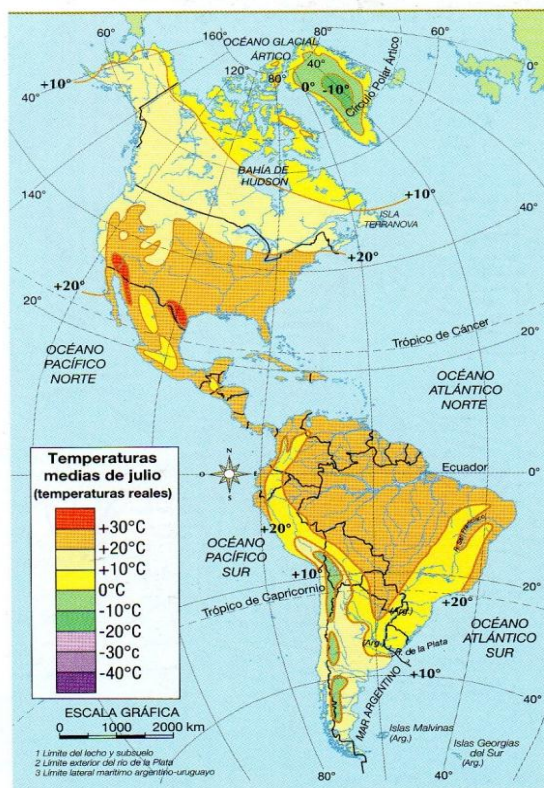 60°
80°
160°
80°
60°
OCÉANO GLACIAL
ÁRTICO
120°
80°
40°
0°
-10°
Círculo Polar Ártico
0°
+10°
40°
BAHÍA DE
HUDSON
140°
+10°
ISLA
TERRANOVA
40°
+20°
+20°
20°
Trópico de Cáncer
20°
OCÉANO
PACÍFICO
NORTE
OCÉANO
ATLÁNTICO
NORTE
Temperaturas
medias de julio
(temperaturas reales)
+30°C
+20°C
+10°C
0°C
-10°C
-20°C
-30°c
-40°C
N
O
E
S
Ecuador
0°
+20°
OCÉANO
PACÍFICO
SUR
+10°
Trópico de Capricornio
20°
+20°
(Arg.)
(Arg.)
R. de la Plata
OCÉANO
ATLÁNTICO
SUR
+10°
MAR ARGENTINO
40°
ESCALA GRÁFICA
0 1000 2000 km
Islas Malvinas
(Arg.)
Islas Georgias
del Sur
(Arg.)
1 Límite del lecho y subsuelo
2 Límite exterior del río de la Plata
3 Límite lateral marítimo argentino-uruguayo
80°
60°